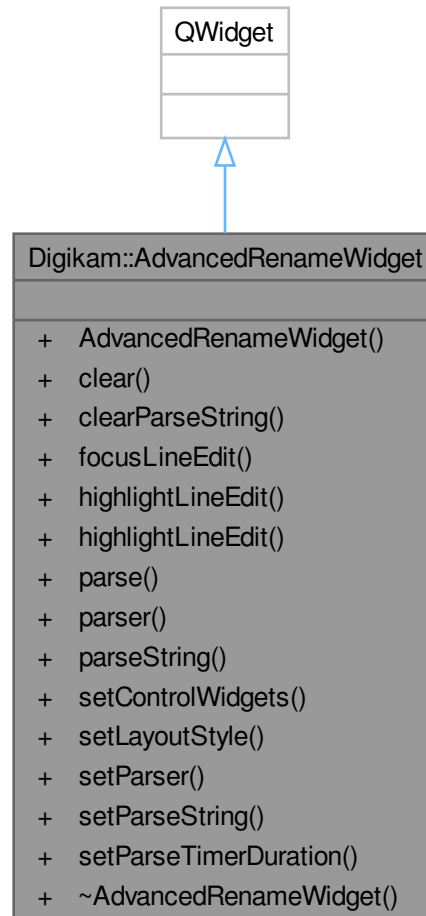 QWidget
Digikam::AdvancedRenameWidget
+ AdvancedRenameWidget()
+ clear()
+ clearParseString()
+ focusLineEdit()
+ highlightLineEdit()
+ highlightLineEdit()
+ parse()
+ parser()
+ parseString()
+ setControlWidgets()
+ setLayoutStyle()
+ setParser()
+ setParseString()
+ setParseTimerDuration()
+ ~AdvancedRenameWidget()